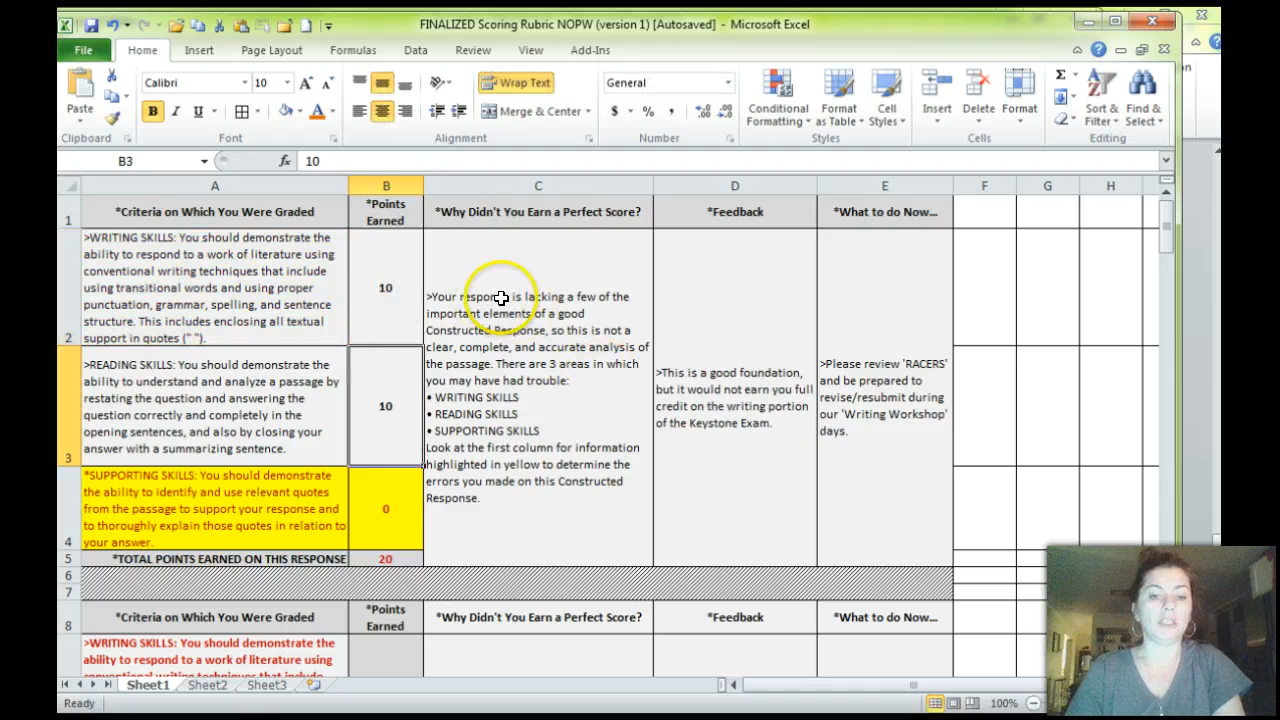 FINALIZED Scoring Rubric NOPW (version 1) [Autosaved] - Microsoft Excel
File Home Insert Page Layout Formulas Data Review View Add-Ins
Calibri 10 Wrap Text General
Paste B I U Merge & Center $ % , Conditional Formatting Format as Table Cell Styles Insert Delete Format Sort & Filter Find & Select
Clipboard Font Alignment Number Styles Cells Editing
B3 fx 10
A B C D E F G H
1 *Criteria on Which You Were Graded *Points Earned *Why Didn't You Earn a Perfect Score? *Feedback *What to do Now...
2
>WRITING SKILLS: You should demonstrate the
ability to respond to a work of literature using
conventional writing techniques that include
using transitional words and using proper
punctuation, grammar, spelling, and sentence
structure. This includes enclosing all textual
support in quotes (" ").
10
3
>READING SKILLS: You should demonstrate the
ability to understand and analyze a passage by
restating the question and answering the
question correctly and completely in the
opening sentences, and also by closing your
answer with a summarizing sentence.
10
4
*SUPPORTING SKILLS: You should demonstrate
the ability to identify and use relevant quotes
from the passage to support your response and
to thoroughly explain those quotes in relation to
your answer.
0
>Your response is lacking a few of the
important elements of a good
Constructed Response, so this is not a
clear, complete, and accurate analysis of
the passage. There are 3 areas in which
you may have had trouble:
• WRITING SKILLS
• READING SKILLS
• SUPPORTING SKILLS
Look at the first column for information
highlighted in yellow to determine the
errors you made on this Constructed
Response.
>This is a good foundation,
but it would not earn you full
credit on the writing portion
of the Keystone Exam.
>Please review 'RACERS'
and be prepared to
revise/resubmit during
our 'Writing Workshop'
days.
5 *TOTAL POINTS EARNED ON THIS RESPONSE 20
6
7
8 *Criteria on Which You Were Graded *Points Earned *Why Didn't You Earn a Perfect Score? *Feedback *What to do Now...
>WRITING SKILLS: You should demonstrate the
ability to respond to a work of literature using
conventional writing techniques that include
Sheet1 Sheet2 Sheet3
Ready 100%